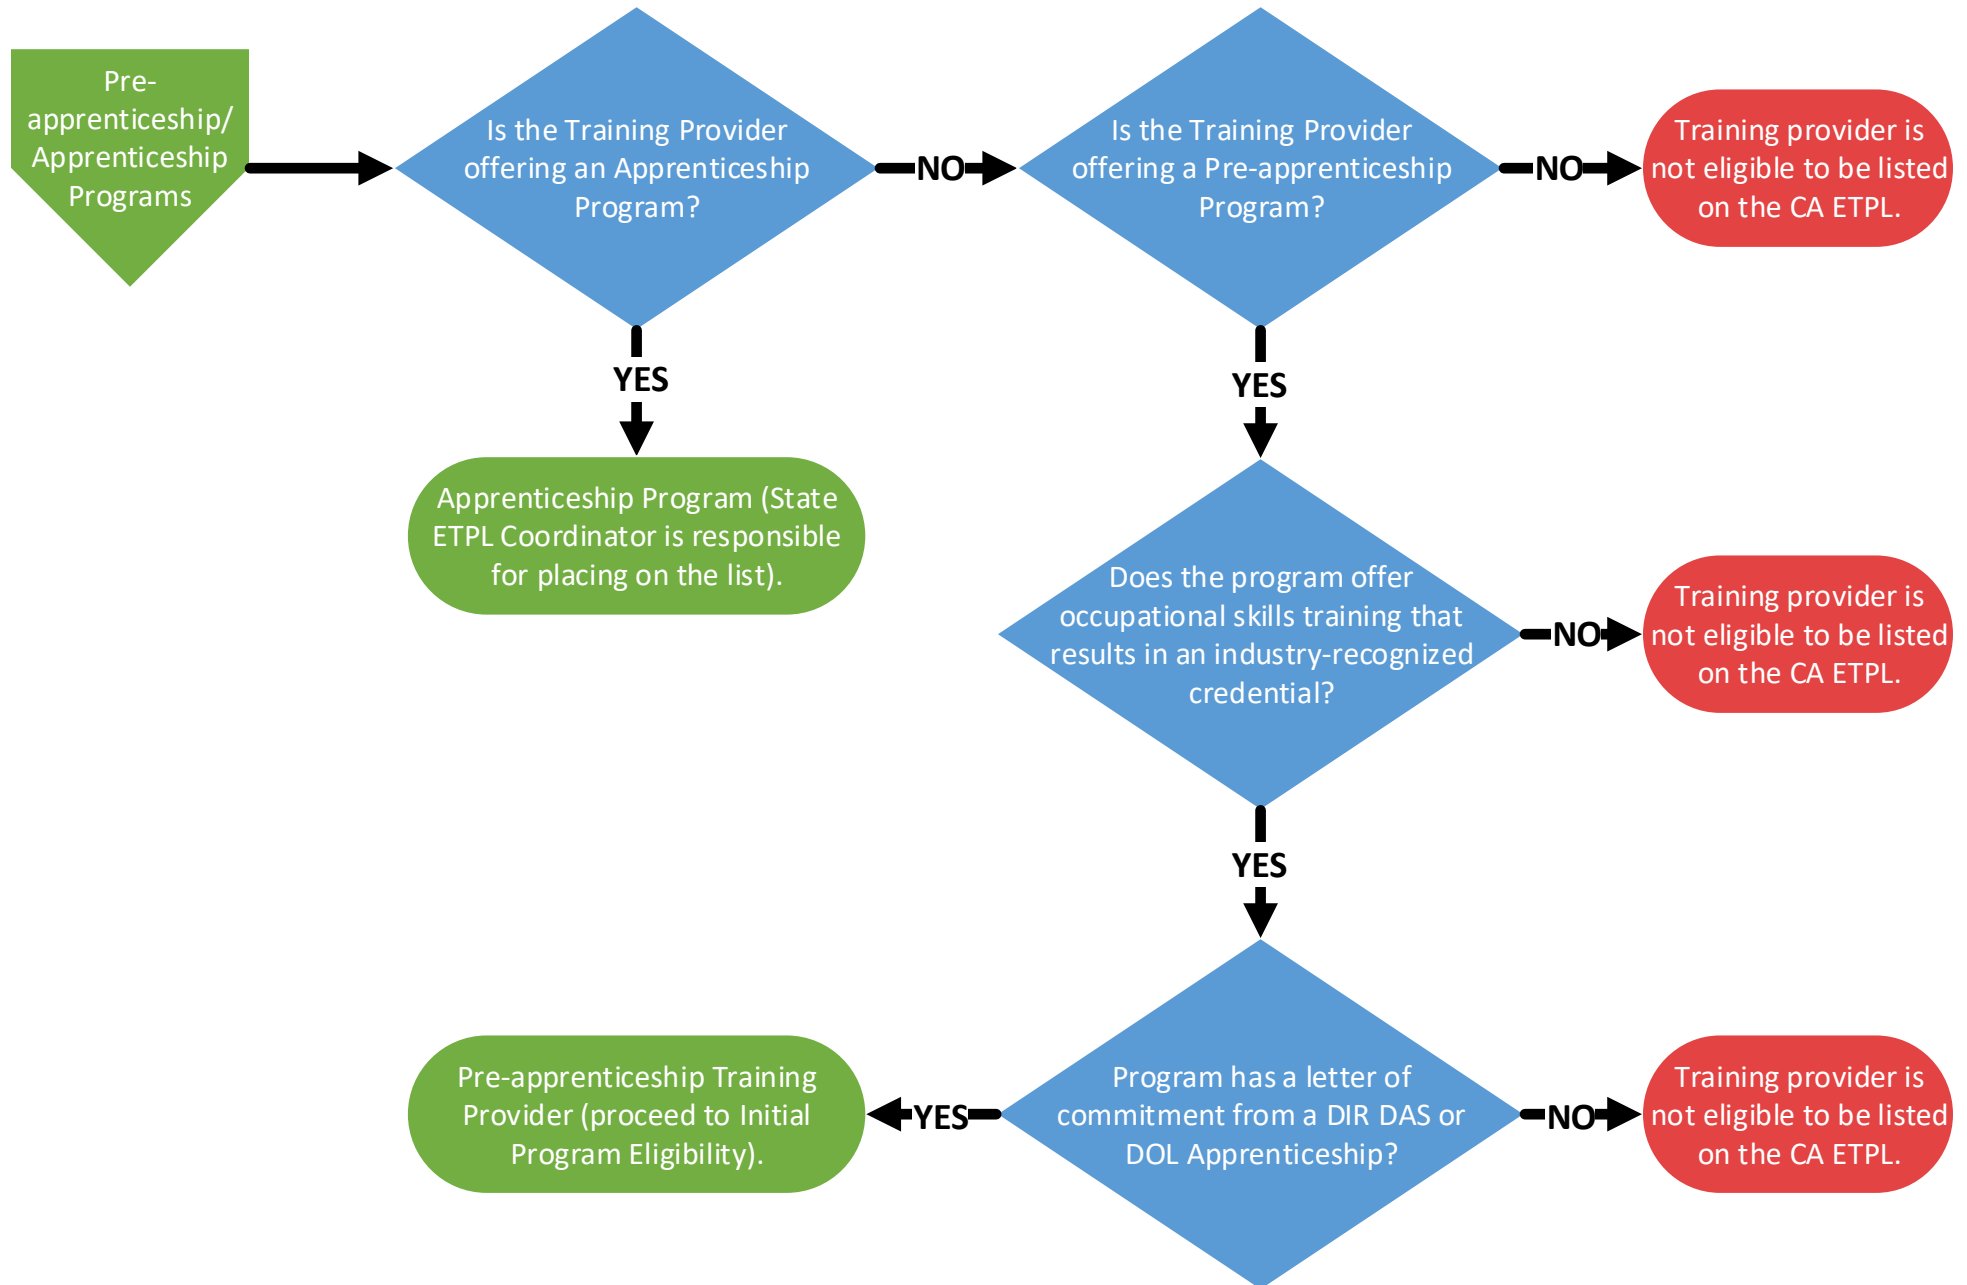 Pre-
apprenticeship/
Apprenticeship
Programs
Is the Training Provider
offering an Apprenticeship
Program?
NO
Is the Training Provider
offering a Pre-apprenticeship
Program?
NO
Training provider is
not eligible to be listed
on the CA ETPL.
YES
YES
Apprenticeship Program (State
ETPL Coordinator is responsible
for placing on the list).
Does the program offer
occupational skills training that
results in an industry-recognized
credential?
NO
Training provider is
not eligible to be listed
on the CA ETPL.
YES
Pre-apprenticeship Training
Provider (proceed to Initial
Program Eligibility).
YES
Program has a letter of
commitment from a DIR DAS or
DOL Apprenticeship?
NO
Training provider is
not eligible to be listed
on the CA ETPL.